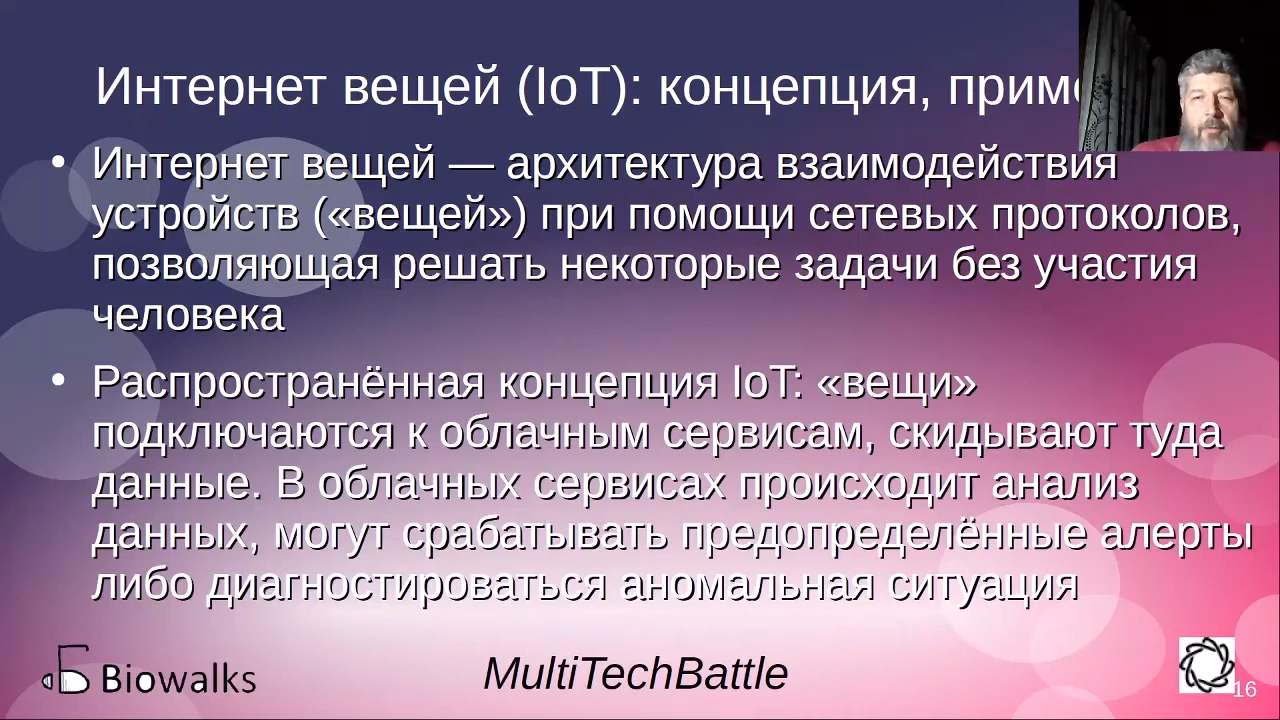 Интернет вещей (IoT): концепция,
• Интернет вещей — архитектура взаимодействия
устройств («вещей») при помощи сетевых протоколов,
позволяющая решать некоторые задачи без участия
человека
• Распространённая концепция IoT: «вещи»
подключаются к облачным сервисам, скидывают туда
данные. В облачных сервисах происходит анализ
данных, могут срабатывать предопределённые алерты
либо диагностироваться аномальная ситуация
Biowalks
MultiTechBattle
16